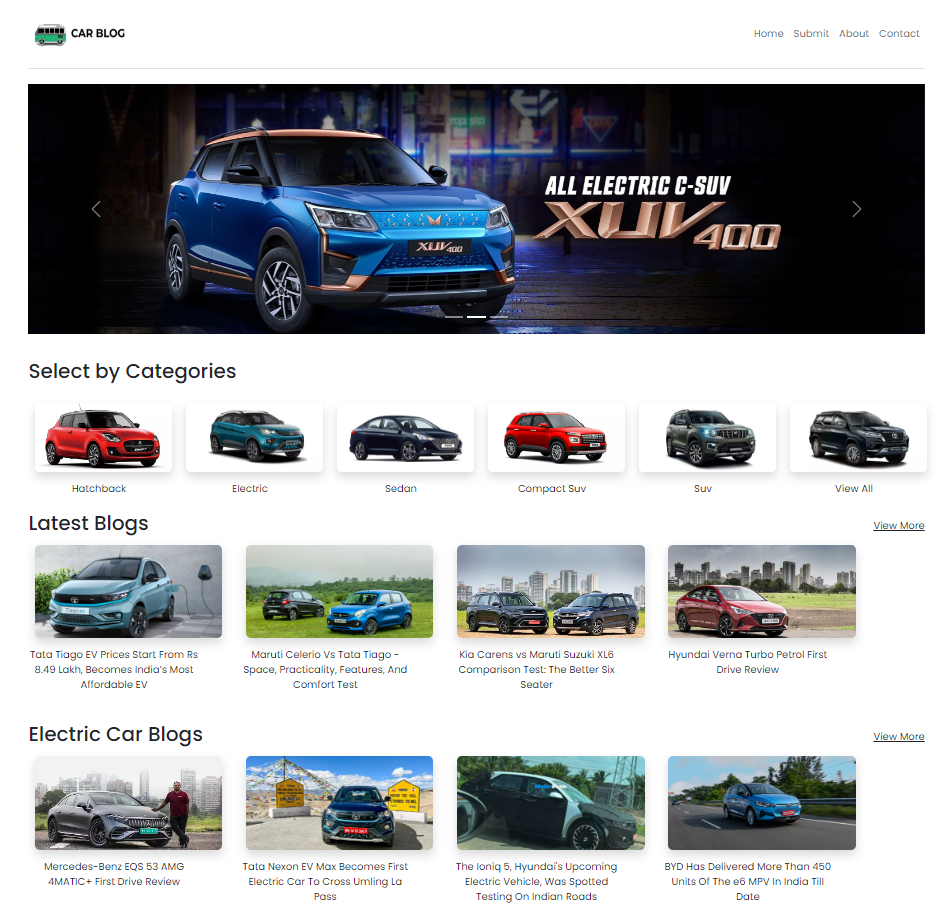 CAR BLOG
Home Submit About Contact
ALL ELECTRIC C-SUV
XUV400
XUV400
Select by Categories
Hatchback
Electric
Sedan
Compact Suv
Suv
View All
Latest Blogs
View More
Tata Tiago EV Prices Start From Rs
8.49 Lakh, Becomes India's Most
Affordable EV
Maruti Celerio Vs Tata Tiago -
Space, Practicality, Features, And
Comfort Test
Kia Carens vs Maruti Suzuki XL6
Comparison Test: The Better Six
Seater
Hyundai Verna Turbo Petrol First
Drive Review
Electric Car Blogs
View More
Mercedes-Benz EQS 53 AMG
4MATIC+ First Drive Review
Tata Nexon EV Max Becomes First
Electric Car To Cross Umling La
Pass
The Ioniq 5, Hyundai's Upcoming
Electric Vehicle, Was Spotted
Testing On Indian Roads
BYD Has Delivered More Than 450
Units Of The e6 MPV In India Till
Date